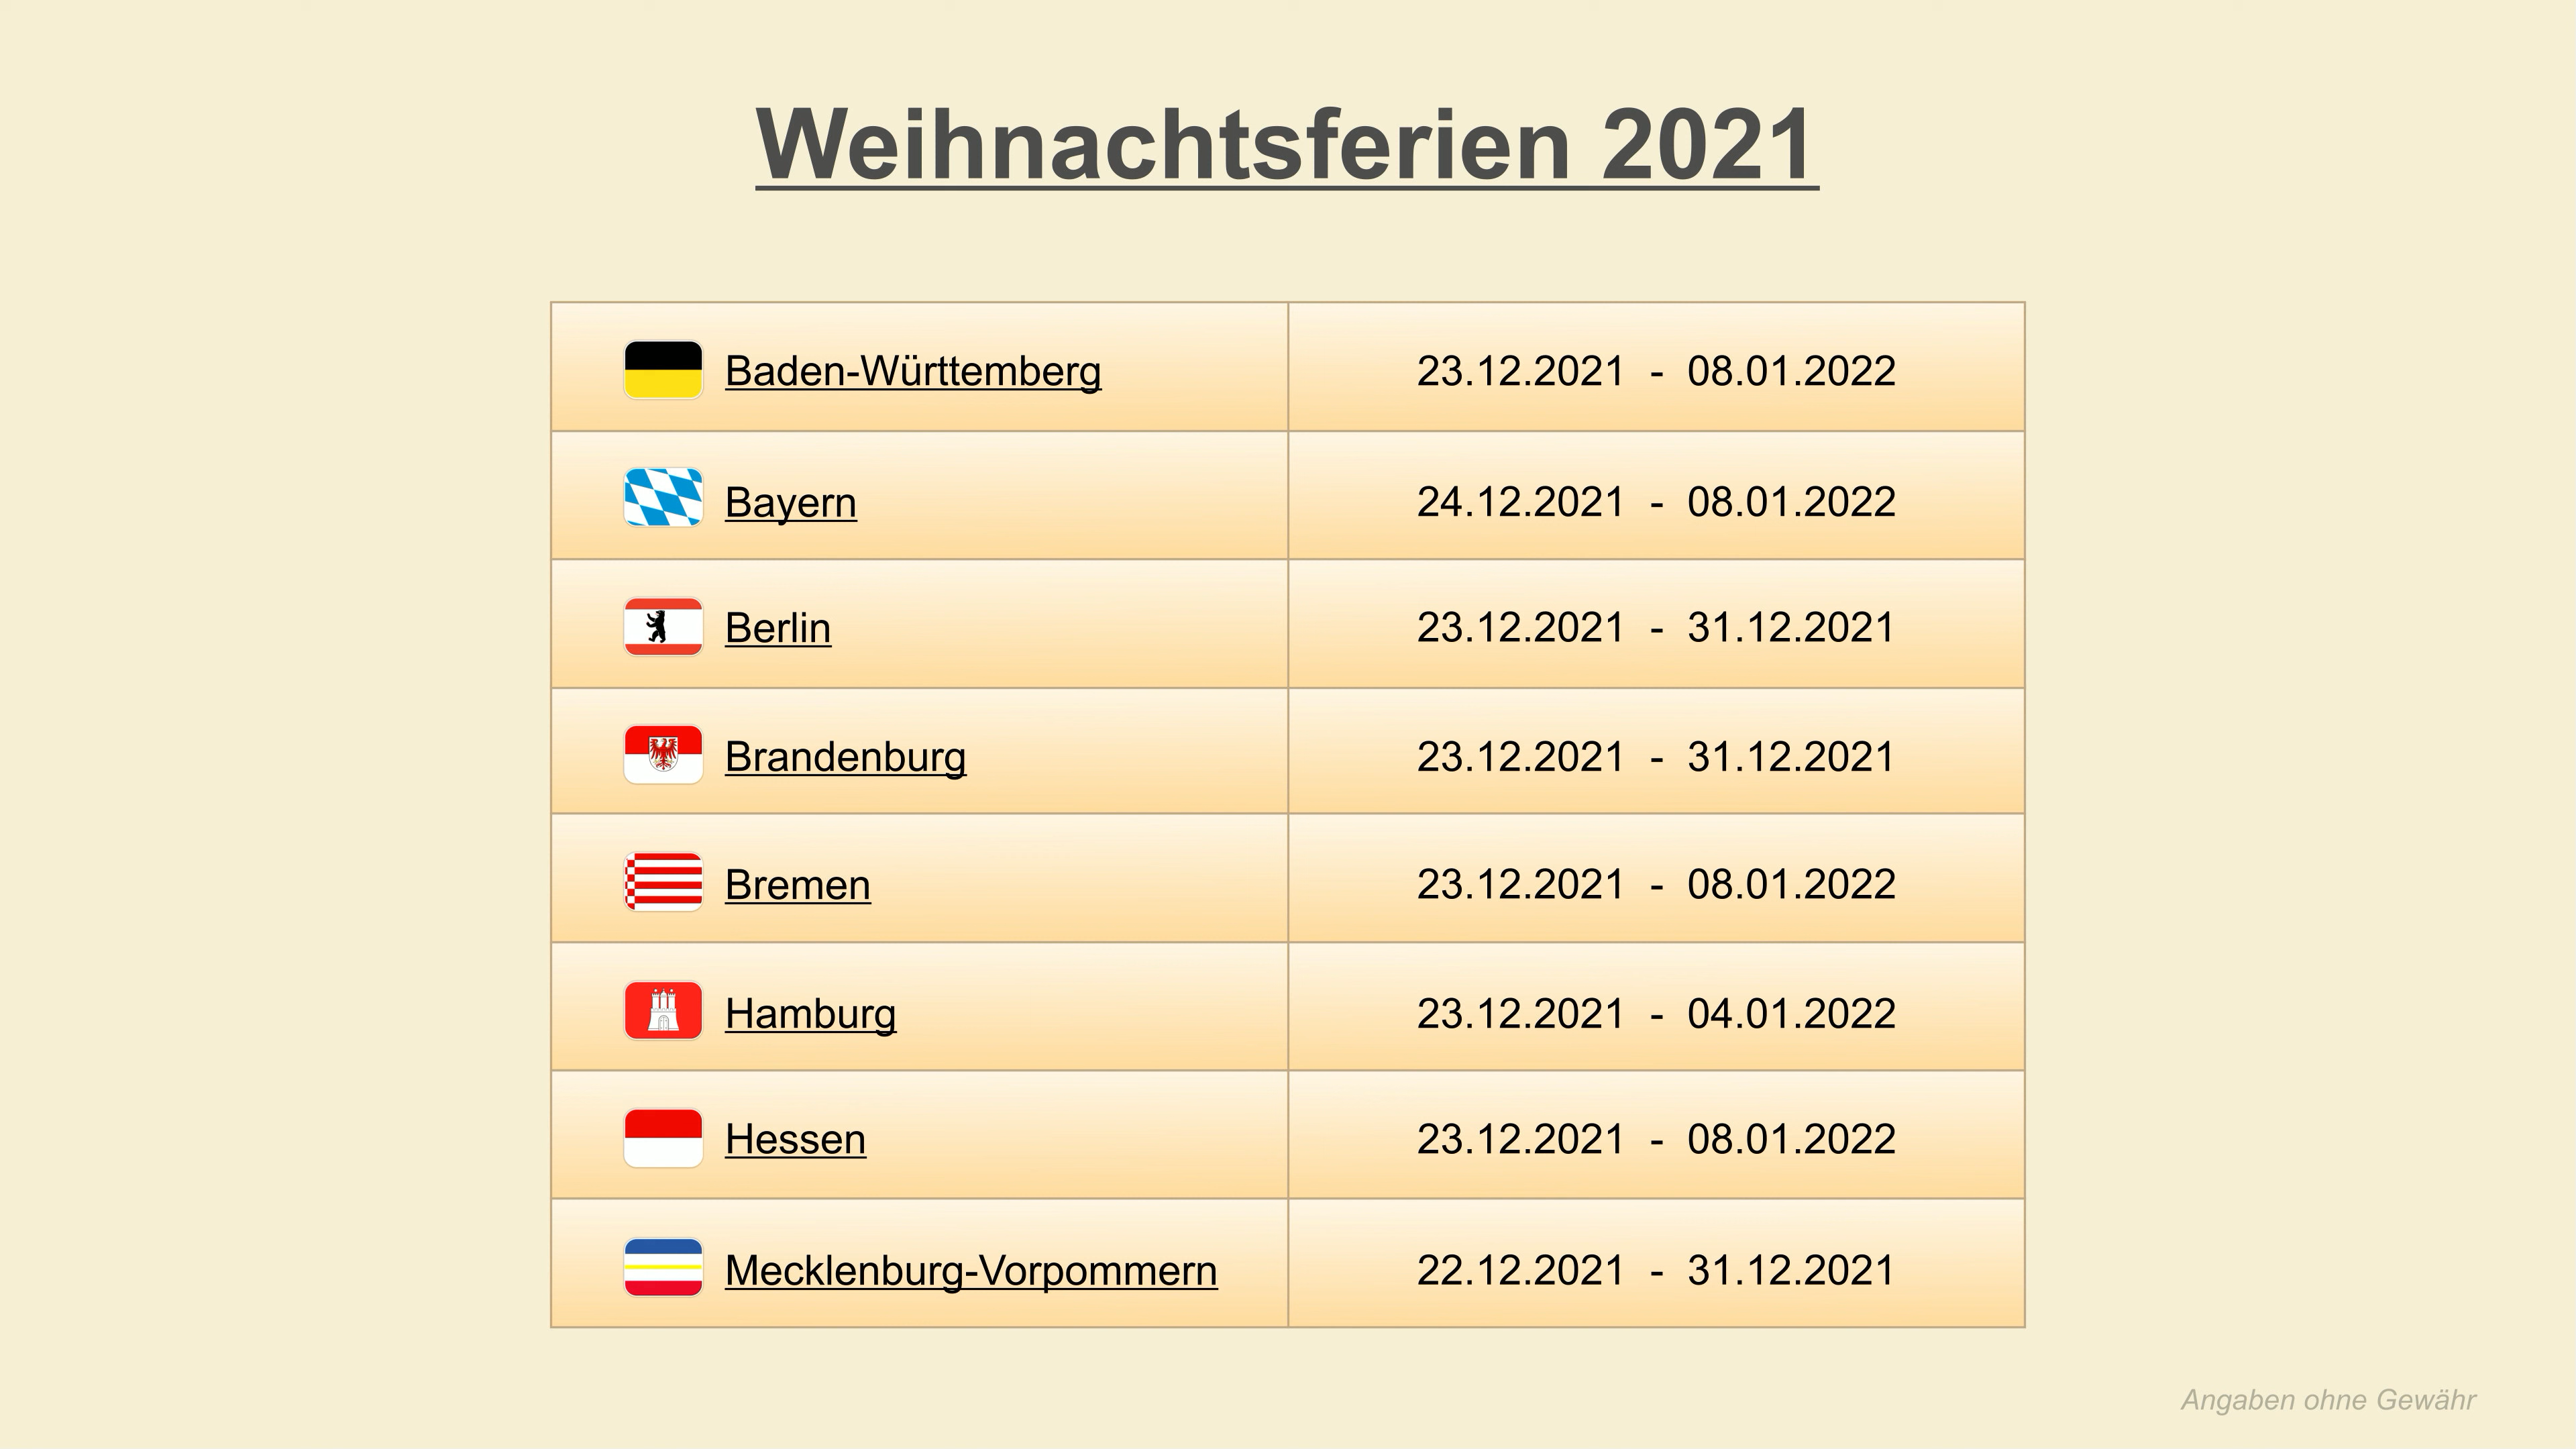 Weihnachtsferien 2021
Baden-Württemberg 23.12.2021 - 08.01.2022
Bayern 24.12.2021 - 08.01.2022
Berlin 23.12.2021 - 31.12.2021
Brandenburg 23.12.2021 - 31.12.2021
Bremen 23.12.2021 - 08.01.2022
Hamburg 23.12.2021 - 04.01.2022
Hessen 23.12.2021 - 08.01.2022
Mecklenburg-Vorpommern 22.12.2021 - 31.12.2021
Angaben ohne Gewähr